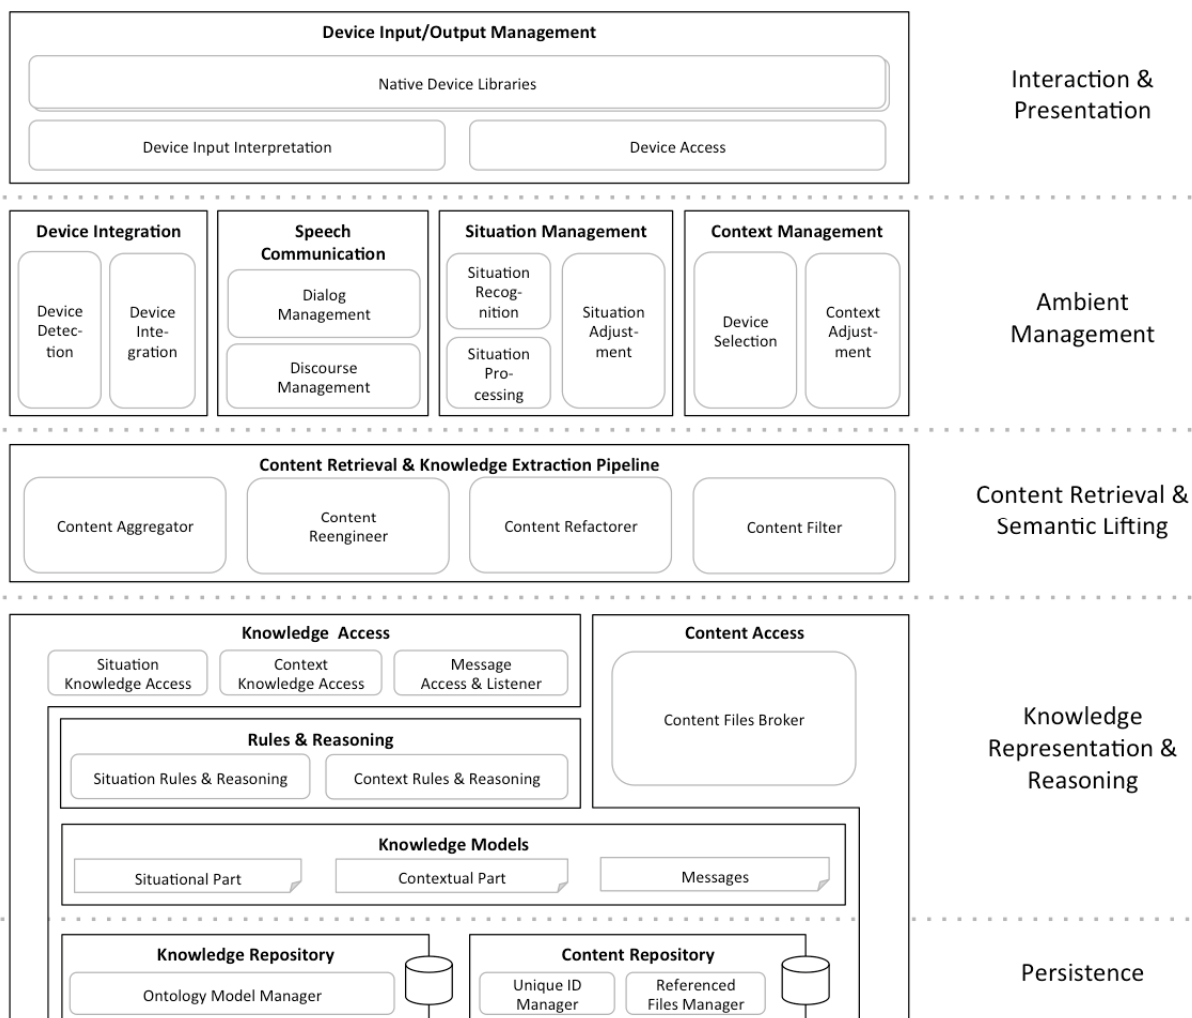 Device Input/Output Management
Native Device Libraries
Device Input Interpretation
Device Access
Interaction &
Presentation
Device Integration
Device
Detec-
tion
Device
Inte-
gration
Speech
Communication
Dialog
Management
Discourse
Management
Situation Management
Situation
Recog-
nition
Situation
Pro-
cessing
Situation
Adjust-
ment
Context Management
Device
Selection
Context
Adjust-
ment
Ambient
Management
Content Retrieval & Knowledge Extraction Pipeline
Content Aggregator
Content
Reengineer
Content Refactorer
Content Filter
Content Retrieval &
Semantic Lifting
Knowledge Access
Situation
Knowledge Access
Context
Knowledge Access
Message
Access & Listener
Content Access
Content Files Broker
Rules & Reasoning
Situation Rules & Reasoning
Context Rules & Reasoning
Knowledge Models
Situational Part
Contextual Part
Messages
Knowledge
Representation &
Reasoning
Knowledge Repository
Ontology Model Manager
Content Repository
Unique ID
Manager
Referenced
Files Manager
Persistence